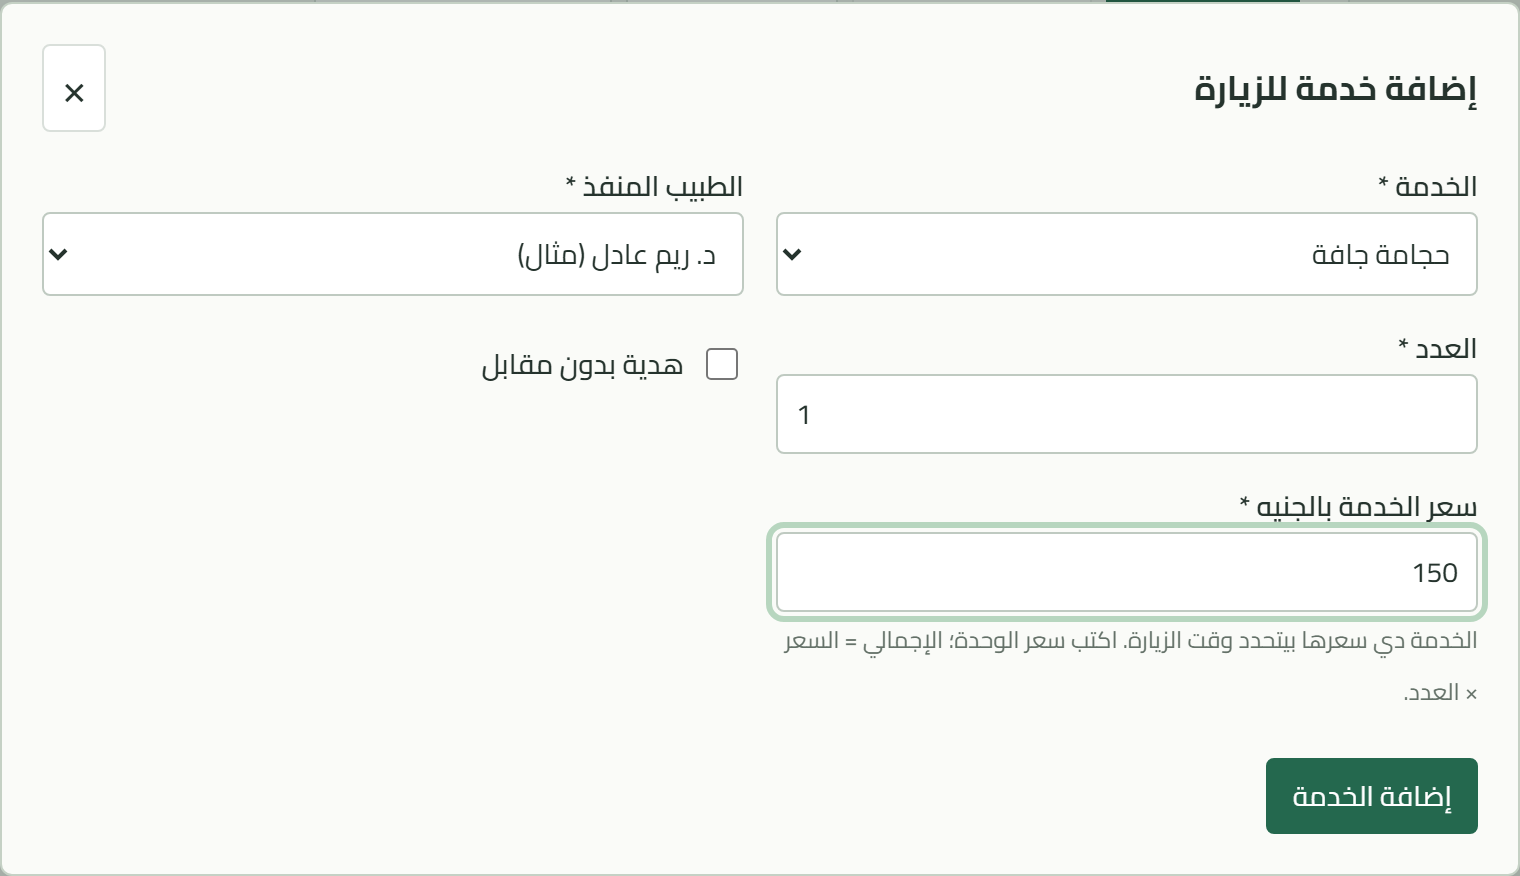 إضافة خدمة للزيارة
×
الخدمة *
الطبيب المنفذ *
حجامة جافة
د. ريم عادل (مثال)
العدد *
هدية بدون مقابل
1
سعر الخدمة بالجنيه *
150
الخدمة دي سعرها بيتحدد وقت الزيارة. اكتب سعر الوحدة؛ الإجمالي = السعر
× العدد.
إضافة الخدمة